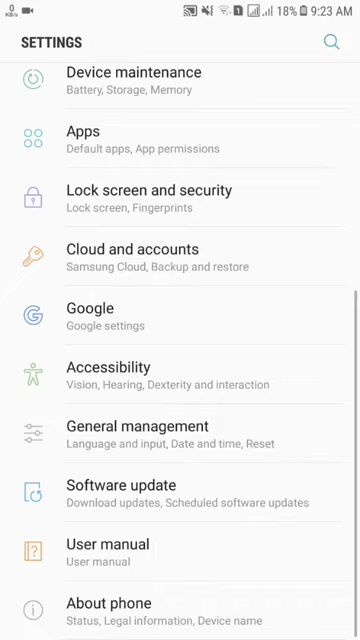 0
KB/s
1
18%
9:23 AM
SETTINGS
Device maintenance
Battery, Storage, Memory
Apps
Default apps, App permissions
Lock screen and security
Lock screen, Fingerprints
Cloud and accounts
Samsung Cloud, Backup and restore
Google
Google settings
Accessibility
Vision, Hearing, Dexterity and interaction
General management
Language and input, Date and time, Reset
Software update
Download updates, Scheduled software updates
User manual
User manual
About phone
Status, Legal information, Device name